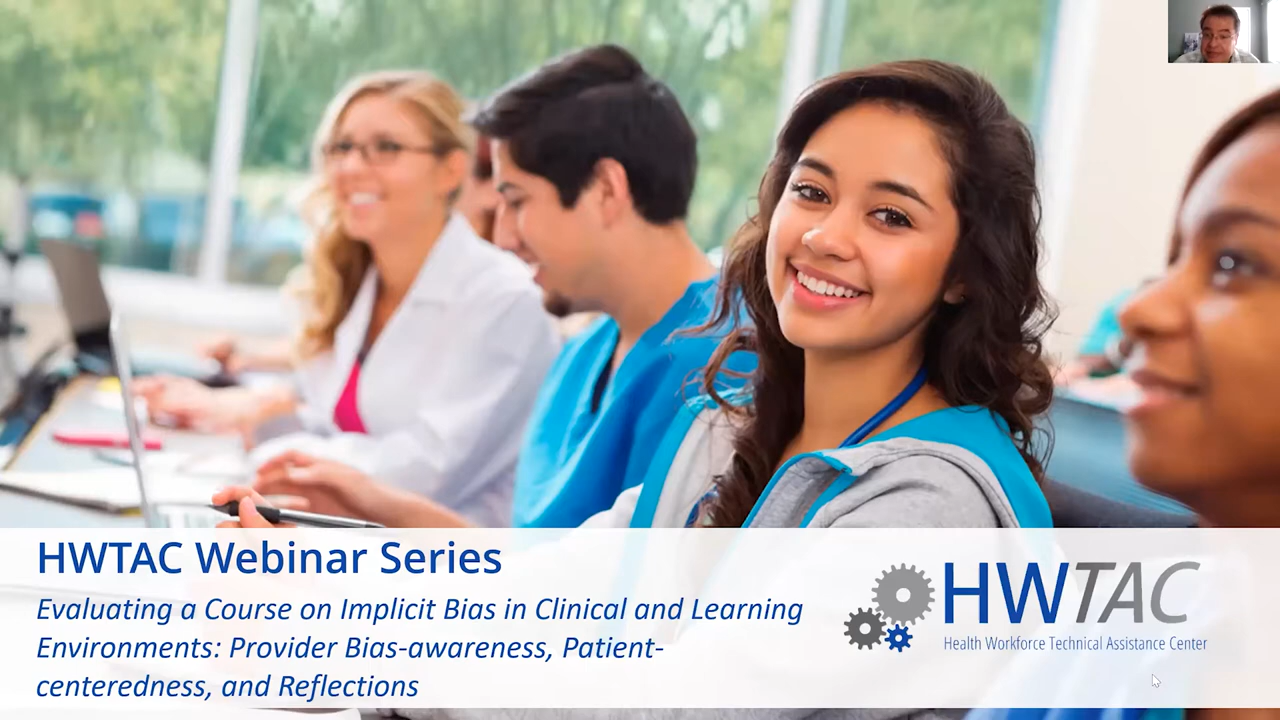 HWTAC Webinar Series
Evaluating a Course on Implicit Bias in Clinical and Learning
Environments: Provider Bias-awareness, Patient-
centeredness, and Reflections
HWTAC
Health Workforce Technical Assistance Center